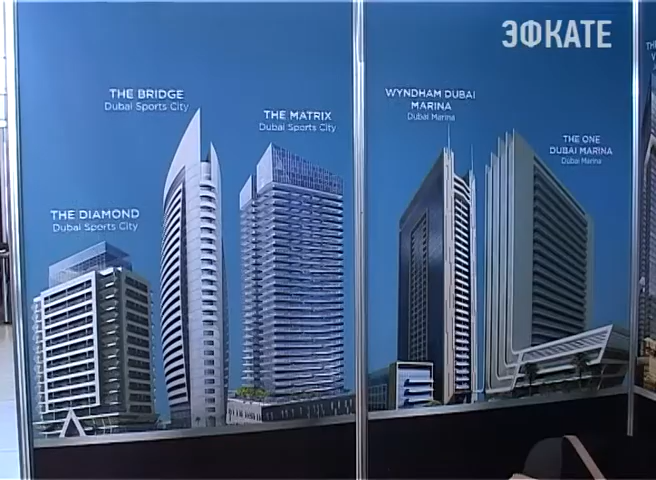 ЭФКАТЕ
THE BRIDGE
Dubai Sports City
THE MATRIX
Dubai Sports City
WYNDHAM DUBAI
MARINA
Dubai Marina
THE ONE
DUBAI MARINA
Dubai Marina
THE DIAMOND
Dubai Sports City